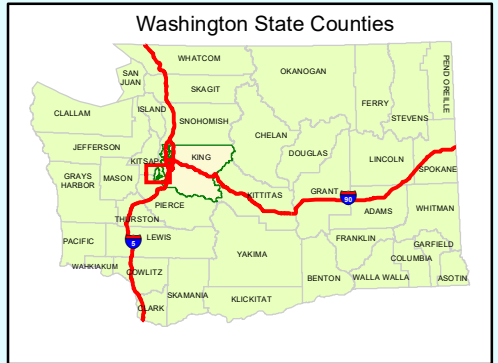 Washington State Counties
WHATCOM
SAN
JUAN
SKAGIT
OKANOGAN
PEND OREILLE
FERRY
STEVENS
ISLAND
CLALLAM
SNOHOMISH
CHELAN
JEFFERSON
DOUGLAS
LINCOLN
SPOKANE
KITSAP
KING
GRAYS
HARBOR
MASON
KITTITAS
GRANT
90
ADAMS
WHITMAN
PIERCE
THURSTON
PACIFIC
5
LEWIS
YAKIMA
FRANKLIN
GARFIELD
COLUMBIA
WAHKIAKUM
COWLITZ
BENTON
WALLA WALLA
ASOTIN
SKAMANIA
KLICKITAT
CLARK